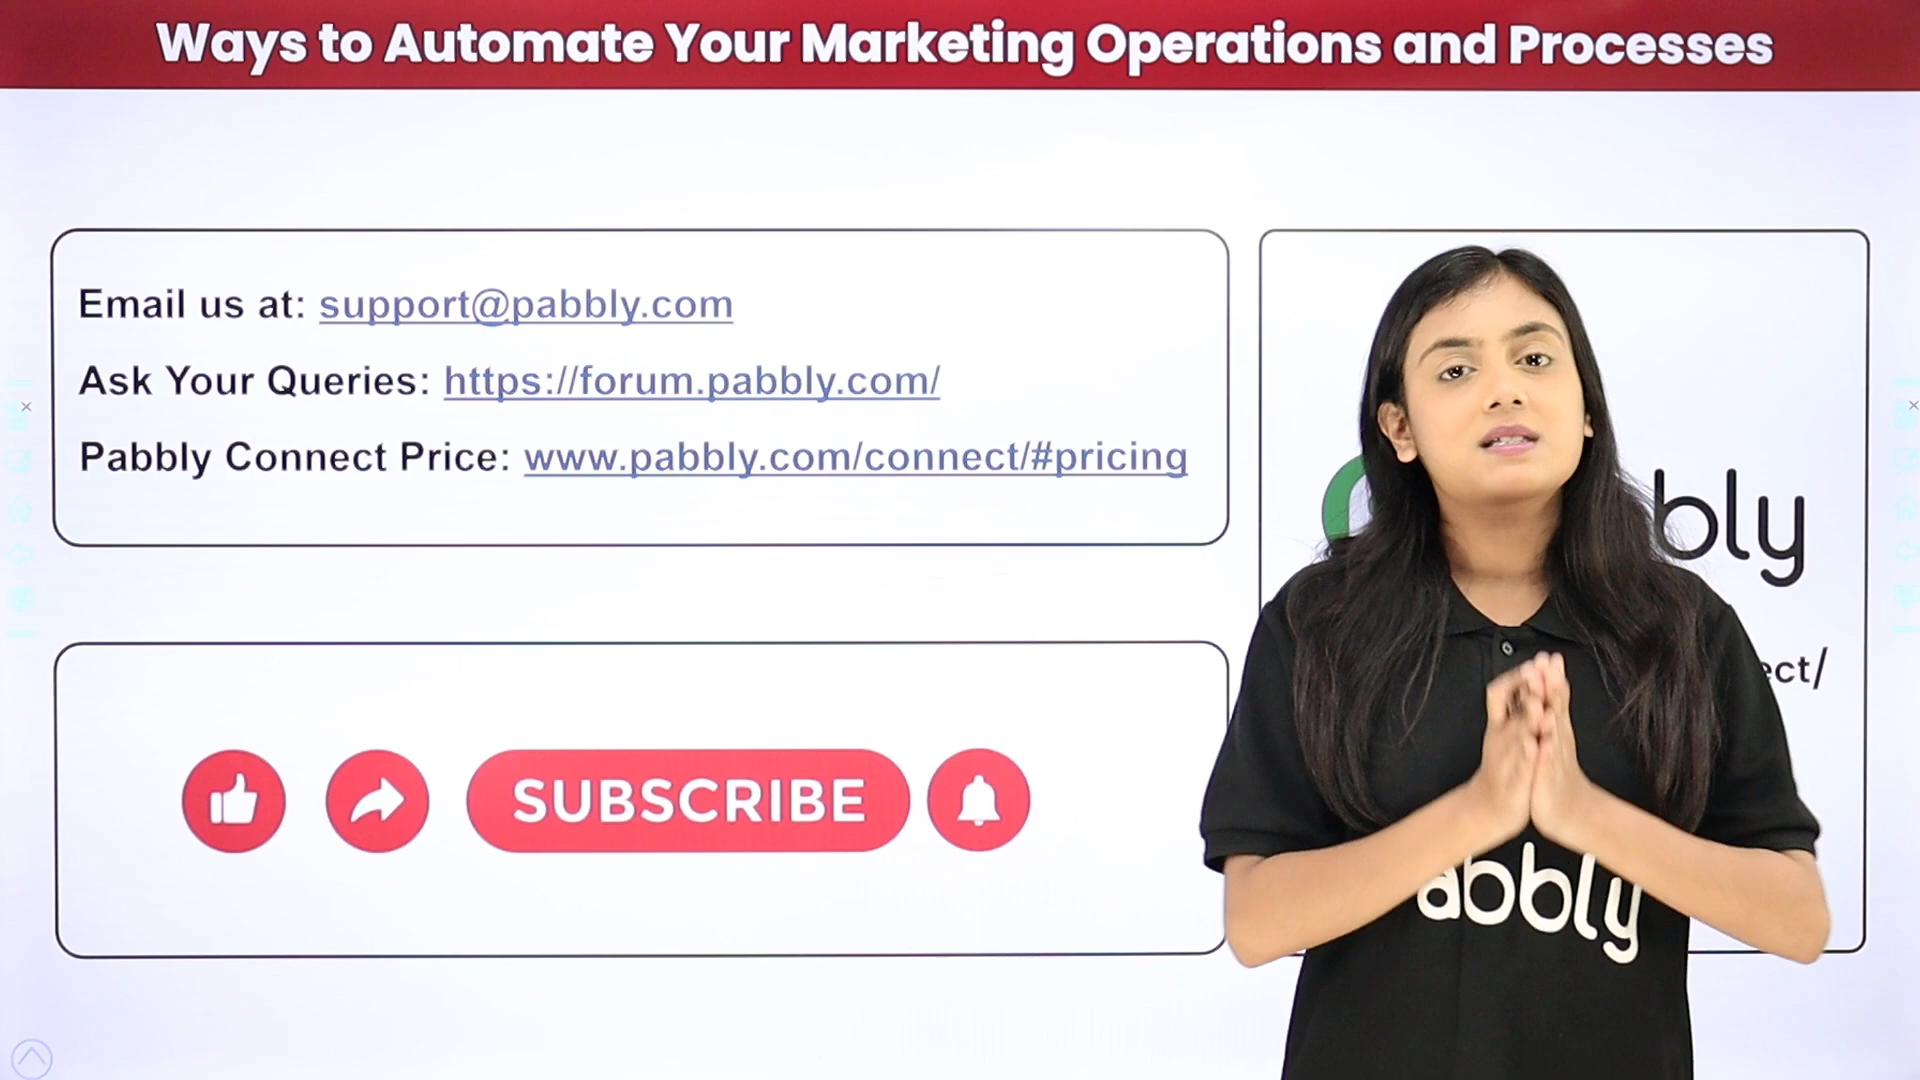 Ways to Automate Your Marketing Operations and Processes
Email us at: support@pabbly.com
Ask Your Queries: https://forum.pabbly.com/
Pabbly Connect Price: www.pabbly.com/connect/#pricing
bly
ect/
SUBSCRIBE
abbly